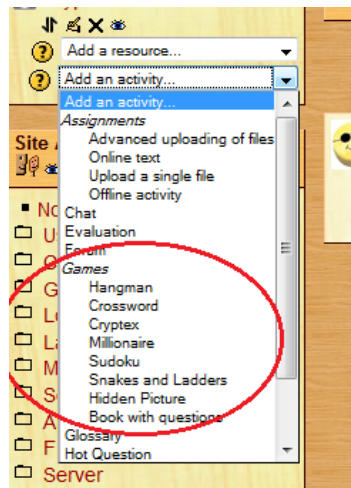 Add a resource...
Add an activity...
Add an activity...
Assignments
Advanced uploading of files
Online text
Upload a single file
Offline activity
Chat
Evaluation
Forum
Games
Hangman
Crossword
Cryptex
Millionaire
Sudoku
Snakes and Ladders
Hidden Picture
Book with questions
Glossary
Hot Question
Site
Server